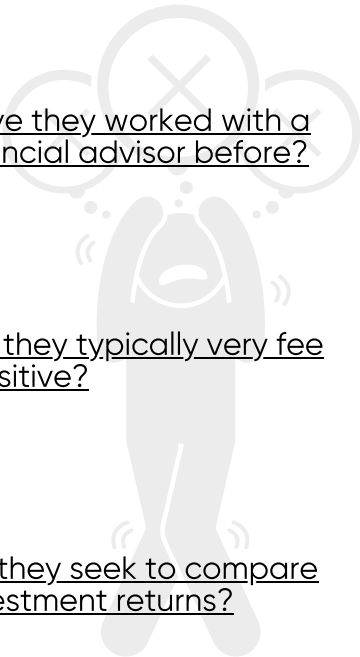 ve they worked with a
ncial advisor before?
they typically very fee
sitive?
they seek to compare
estment returns?